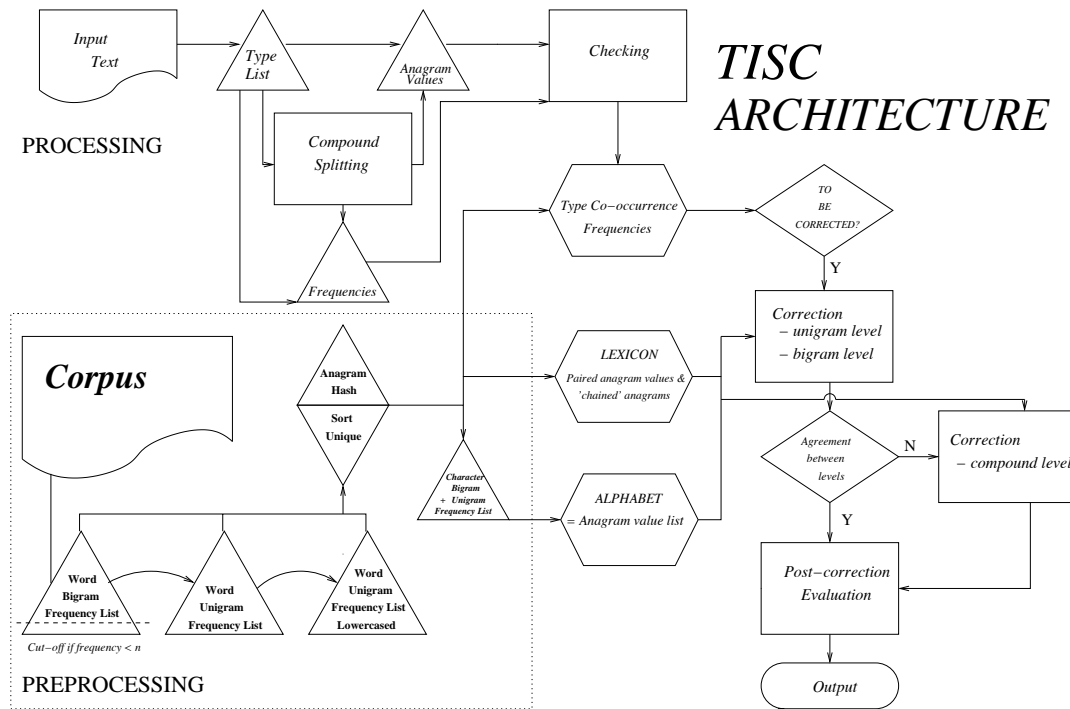 Input
Text
Type
List
Anagram
Values
Checking
TISC
ARCHITECTURE
PROCESSING
Compound
Splitting
Frequencies
Type Co-occurrence
Frequencies
TO
BE
CORRECTED?
Y
Correction
- unigram level
- bigram level
Corpus
Anagram
Hash
Sort
Unique
LEXICON
Paired anagram values &
'chained' anagrams
Character
Bigram
+ Unigram
Frequency List
ALPHABET
= Anagram value list
Agreement
between
levels
N
Correction
- compound level
Y
Word
Bigram
Frequency List
Word
Unigram
Frequency List
Word
Unigram
Frequency List
Lowercased
Cut-off if frequency < n
PREPROCESSING
Post-correction
Evaluation
Output